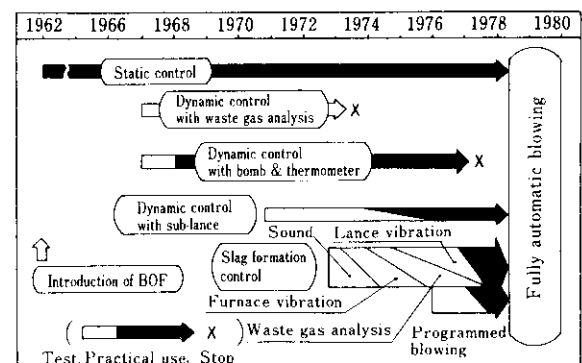 1962 1966 1968 1970 1972 1974 1976 1978 1980
Static control
Dynamic control
with waste gas analysis
X
Dynamic control
with bomb & thermometer
X
Dynamic control
with sub-lance
Sound
Lance vibration
Introduction of BOF
Slag formation
control
Furnace vibration
Waste gas analysis
Programmed
blowing
Fully automatic blowing
( X )
Test, Practical use, Stop